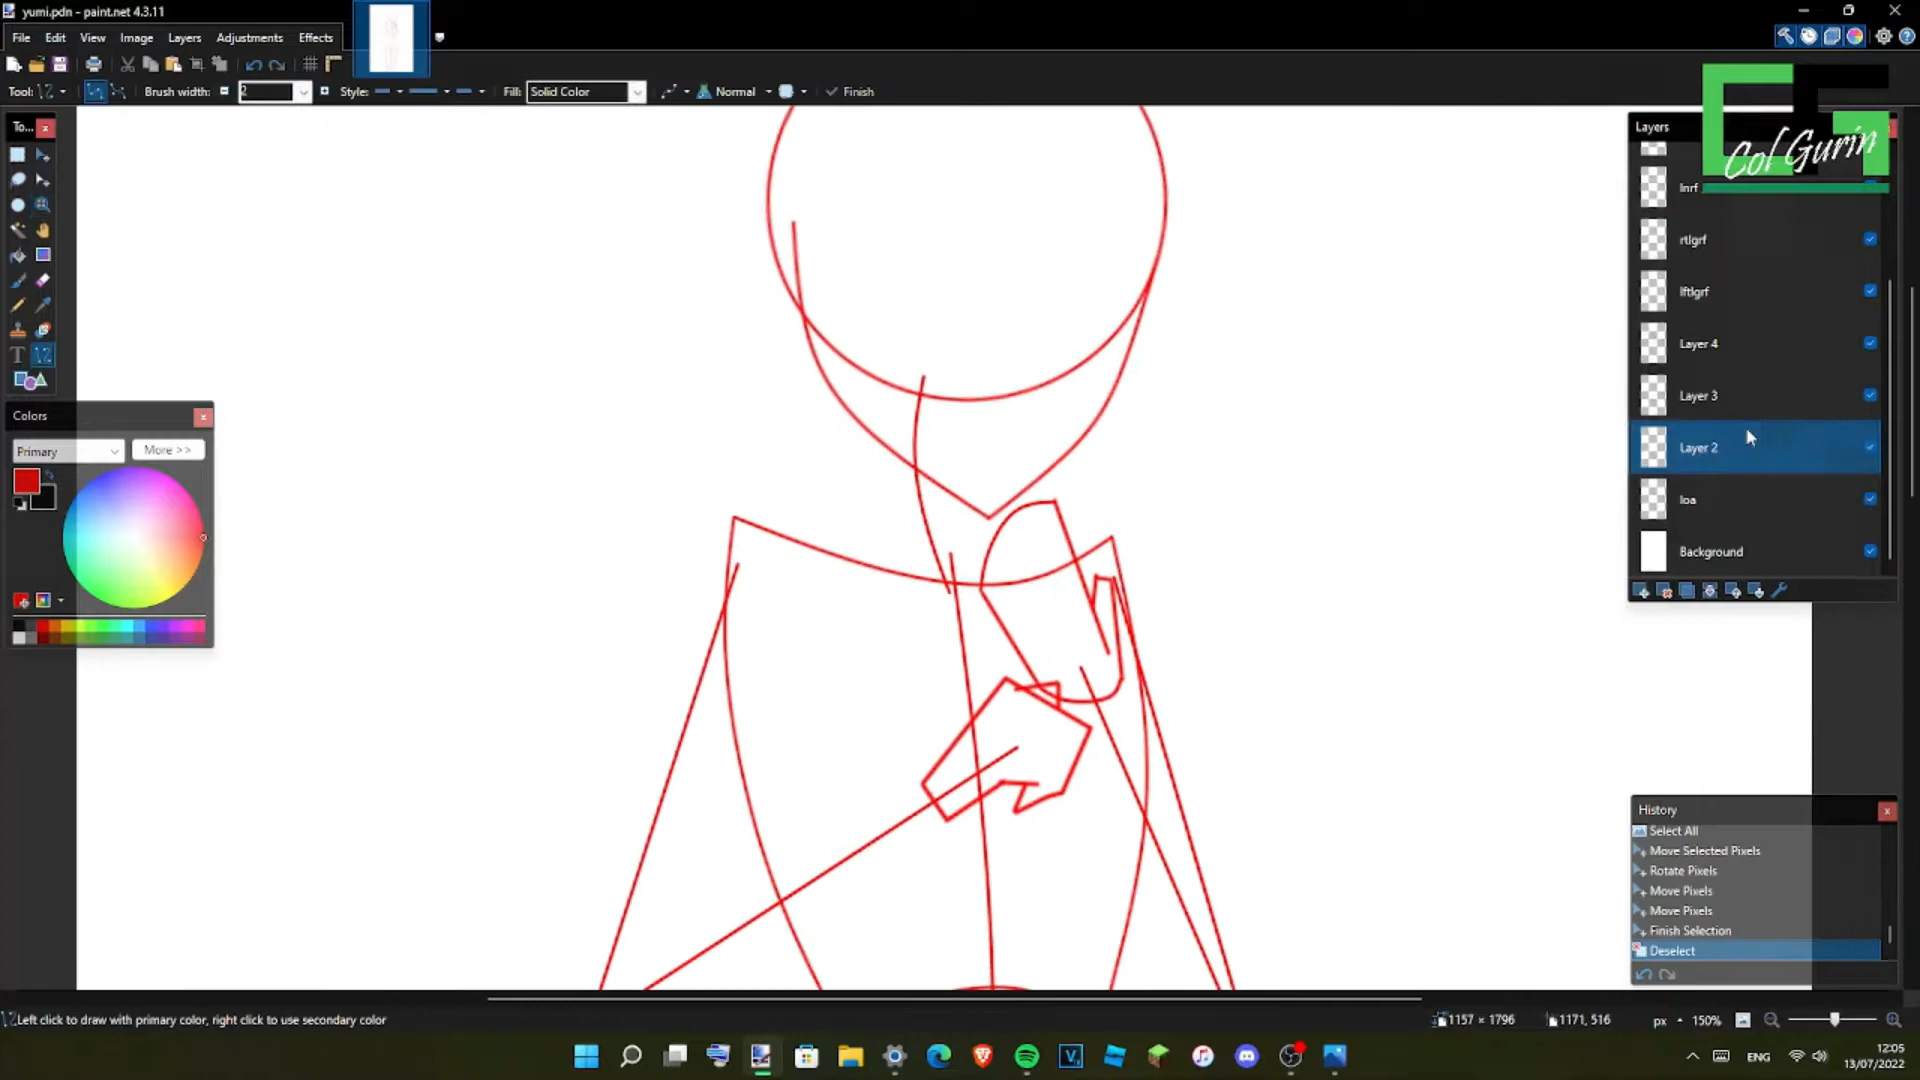 yumi.pdn - paint.net 4.3.11
File Edit View Image Layers Adjustments Effects
Tool: Brush width: 2 Style: Fill: Solid Color Normal Finish
To...
Layers
Col Gurin
lnrf
rtlgrf
lftlgrf
Layer 4
Layer 3
Layer 2
loa
Background
Colors
Primary More >>
History
Select All
Move Selected Pixels
Rotate Pixels
Move Pixels
Move Pixels
Finish Selection
Deselect
Left click to draw with primary color, right click to use secondary color
1157 × 1796 1171, 516 px 150%
ENG 12:05
13/07/2022